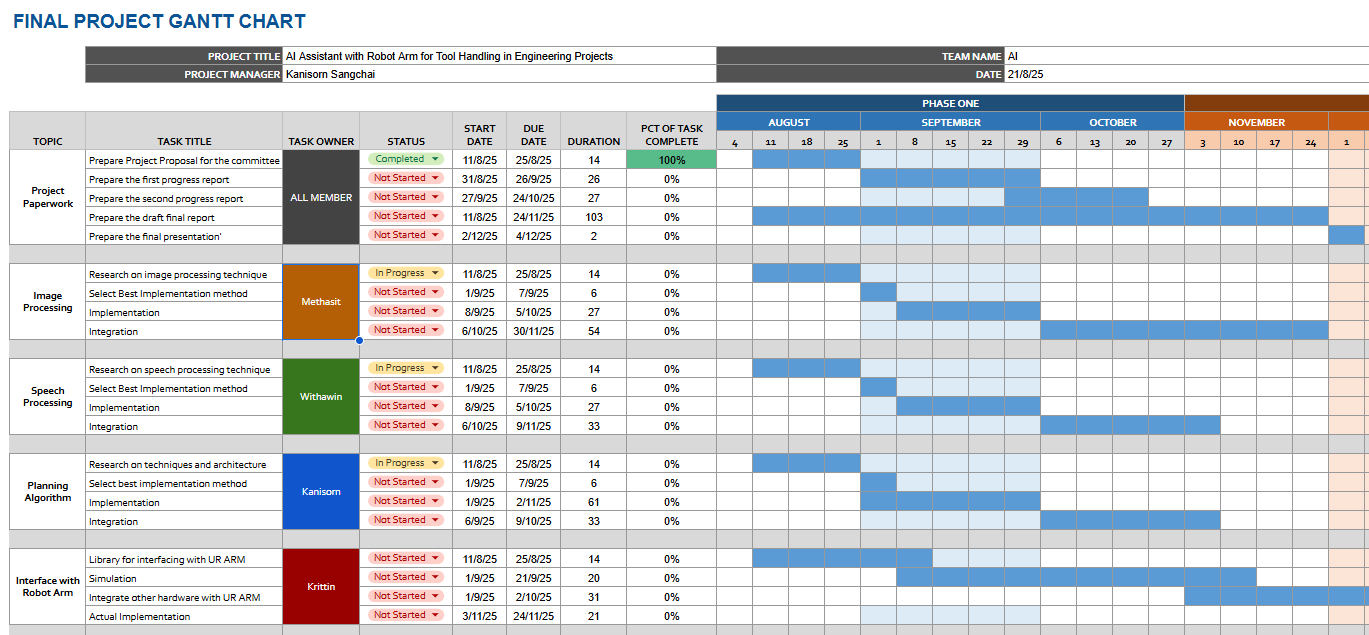 FINAL PROJECT GANTT CHART
PROJECT TITLE AI Assistant with Robot Arm for Tool Handling in Engineering Projects TEAM NAME AI
PROJECT MANAGER Kanisorn Sangchai DATE 21/8/25
PHASE ONE
AUGUST SEPTEMBER OCTOBER NOVEMBER
TOPIC TASK TITLE TASK OWNER STATUS START DATE DUE DATE DURATION PCT OF TASK COMPLETE 4 11 18 25 1 8 15 22 29 6 13 20 27 3 10 17 24 1
Project Paperwork
ALL MEMBER
Prepare Project Proposal for the committee Completed 11/8/25 25/8/25 14 100%
Prepare the first progress report Not Started 31/8/25 26/9/25 26 0%
Prepare the second progress report Not Started 27/9/25 24/10/25 27 0%
Prepare the draft final report Not Started 11/8/25 24/11/25 103 0%
Prepare the final presentation' Not Started 2/12/25 4/12/25 2 0%
Image Processing
Methasit
Research on image processing technique In Progress 11/8/25 25/8/25 14 0%
Select Best Implementation method Not Started 1/9/25 7/9/25 6 0%
Implementation Not Started 8/9/25 5/10/25 27 0%
Integration Not Started 6/10/25 30/11/25 54 0%
Speech Processing
Withawin
Research on speech processing technique In Progress 11/8/25 25/8/25 14 0%
Select Best Implementation method Not Started 1/9/25 7/9/25 6 0%
Implementation Not Started 8/9/25 5/10/25 27 0%
Integration Not Started 6/10/25 9/11/25 33 0%
Planning Algorithm
Kanisorn
Research on techniques and architecture In Progress 11/8/25 25/8/25 14 0%
Select best implementation method Not Started 1/9/25 7/9/25 6 0%
Implementation Not Started 1/9/25 2/11/25 61 0%
Integration Not Started 6/9/25 9/10/25 33 0%
Interface with Robot Arm
Krittin
Library for interfacing with UR ARM Not Started 11/8/25 25/8/25 14 0%
Simulation Not Started 1/9/25 21/9/25 20 0%
Integrate other hardware with UR ARM Not Started 1/9/25 2/10/25 31 0%
Actual Implementation Not Started 3/11/25 24/11/25 21 0%